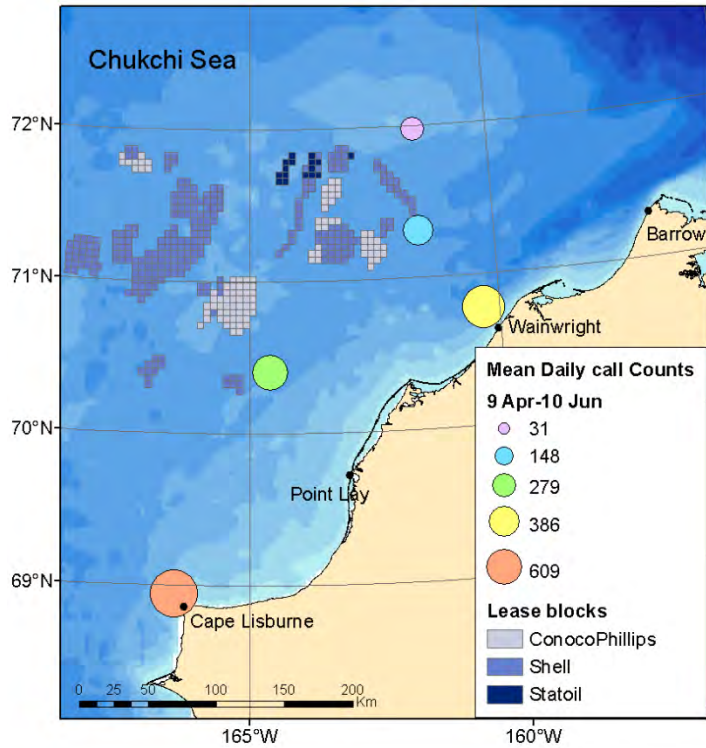 Chukchi Sea
72°N
71°N
70°N
69°N
Barrow
Wainwright
Point Lay
Cape Lisburne
Mean Daily call Counts
9 Apr-10 Jun
31
148
279
386
609
Lease blocks
ConocoPhillips
Shell
Statoil
0 25 50 100 150 200
Km
165°W
160°W